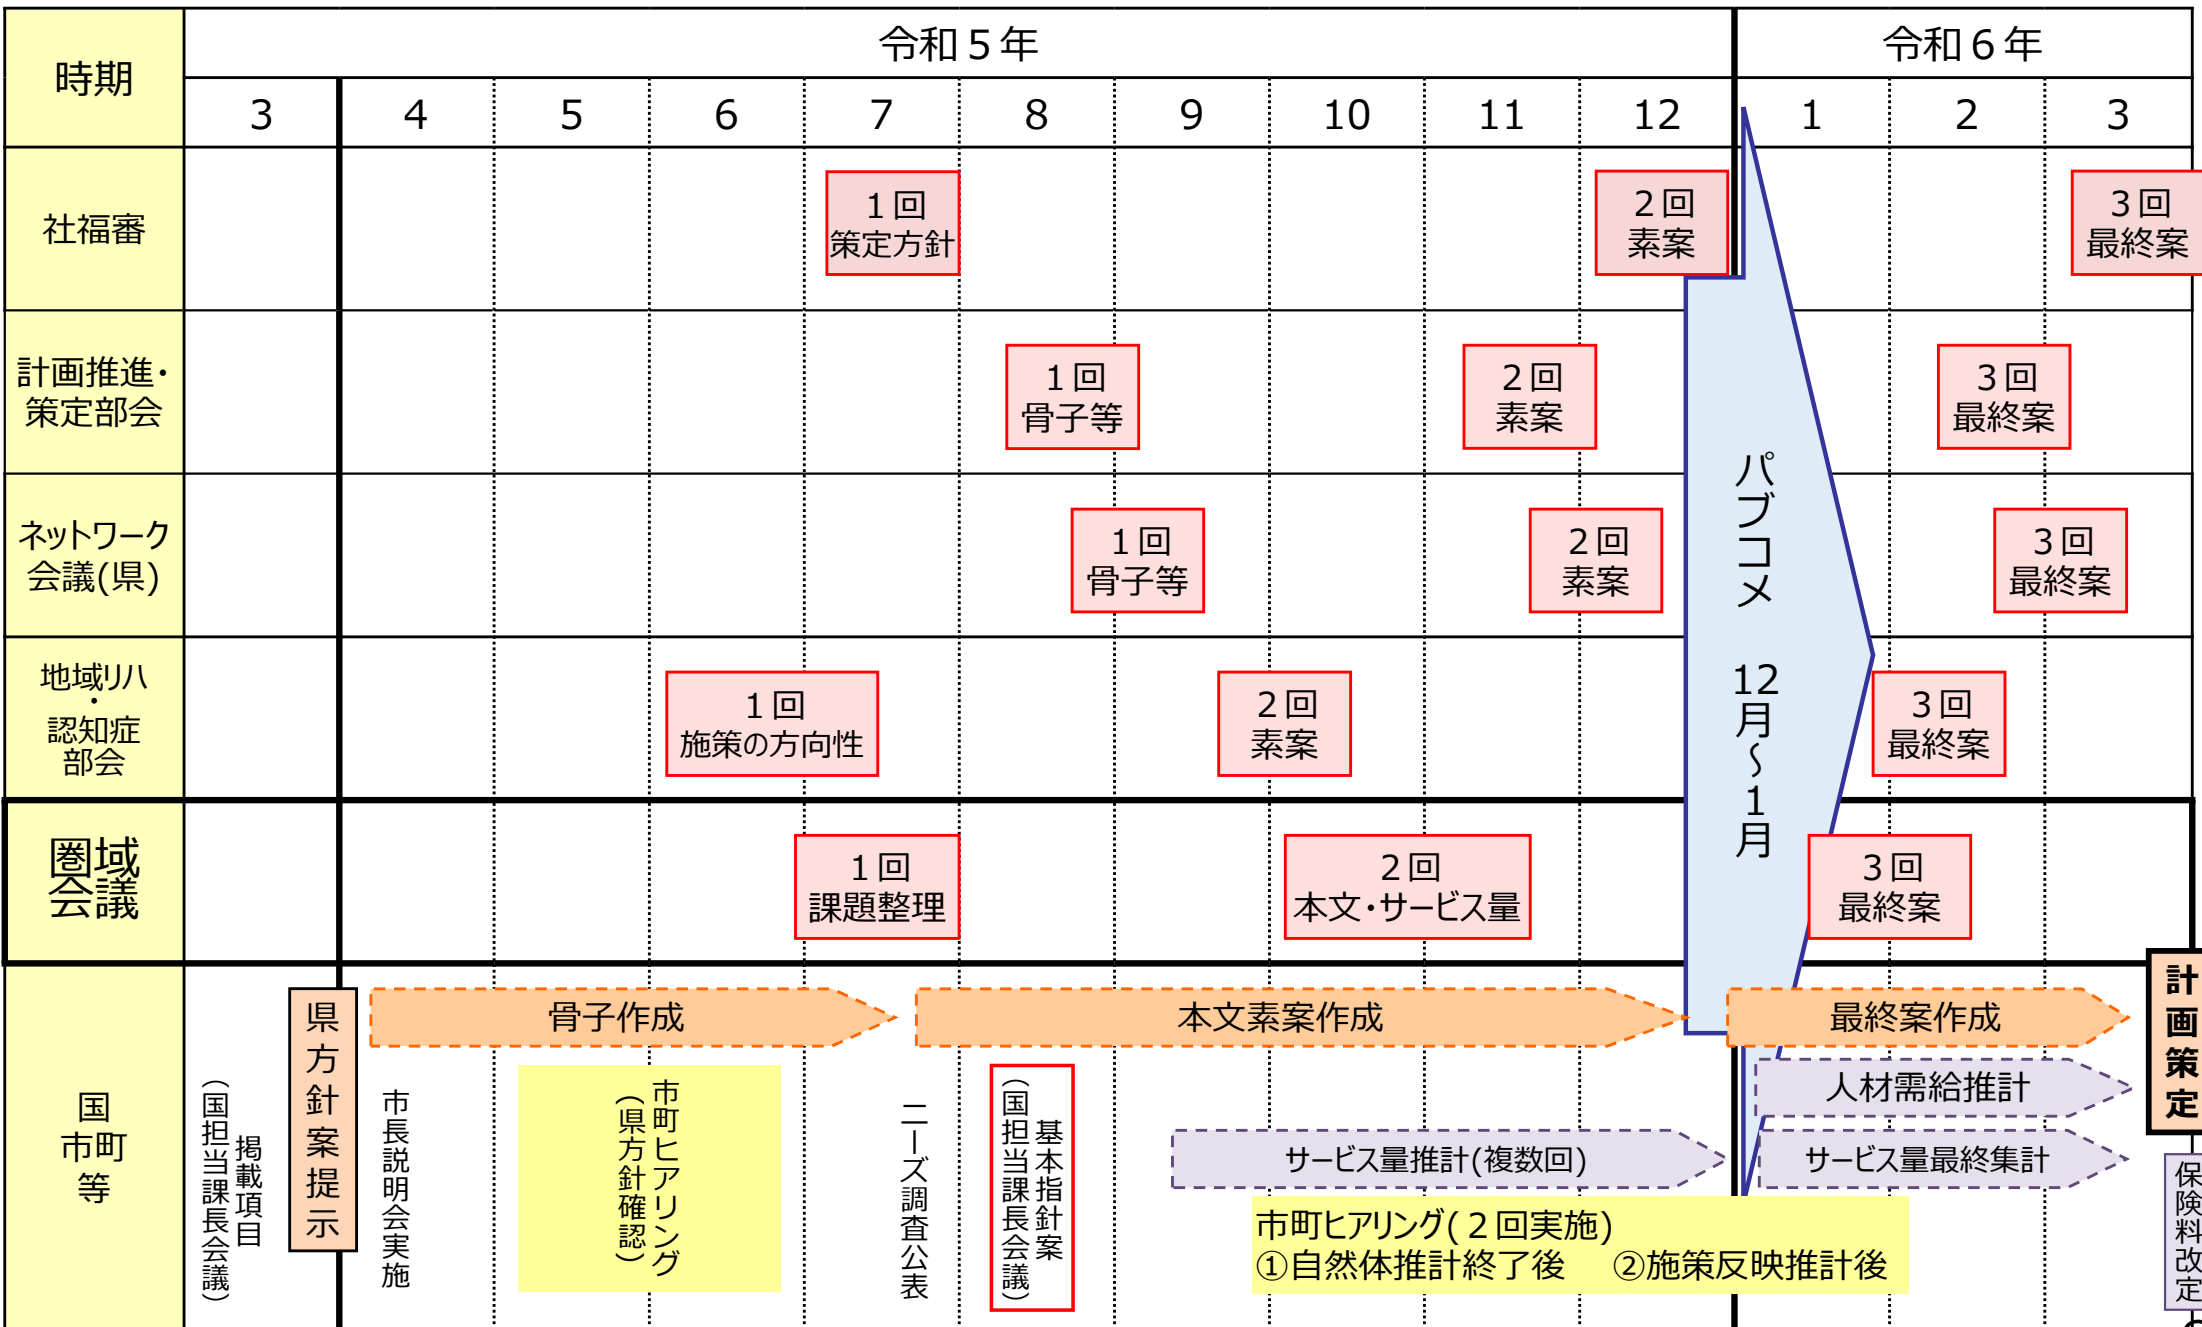 時期
令和５年
令和６年
3
4
5
6
7
8
9
10
11
12
1
2
3
社福審
１回
策定方針
２回
素案
３回
最終案
計画推進・
策定部会
１回
骨子等
２回
素案
３回
最終案
ネットワーク
会議(県)
１回
骨子等
２回
素案
３回
最終案
パブコメ　12月～1月
地域リハ
・
認知症
部会
１回
施策の方向性
２回
素案
３回
最終案
圏域
会議
１回
課題整理
２回
本文・サービス量
３回
最終案
国
市町
等
掲載項目
（国担当課長会議）
県方針案提示
骨子作成
本文素案作成
最終案作成
計画策定
市長説明会実施
市町ヒアリング
（県方針確認）
ニーズ調査公表
基本指針案
（国担当課長会議）
人材需給推計
サービス量推計(複数回)
サービス量最終集計
市町ヒアリング(２回実施)
①自然体推計終了後　②施策反映推計後
保険料改定